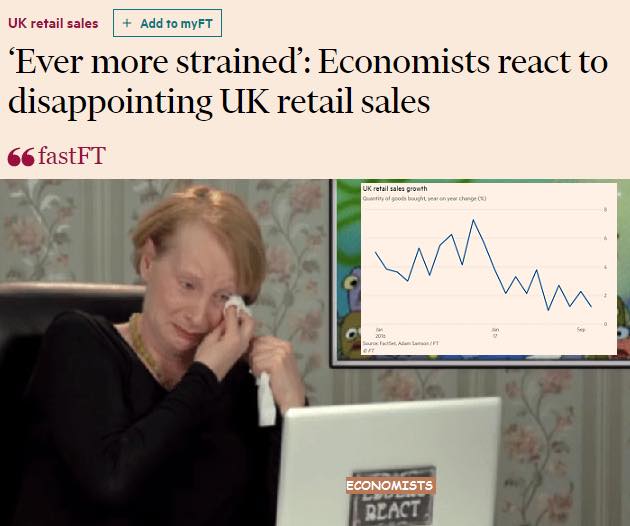 UK retail sales
+ Add to myFT
‘Ever more strained’: Economists react to
disappointing UK retail sales
fastFT
UK retail sales growth
Quantity of goods bought, year on year change (%)
8
6
4
2
0
Jan
2016
Jan
17
Sep
Source: FactSet, Adam Samson / FT
© FT
ECONOMISTS
REACT